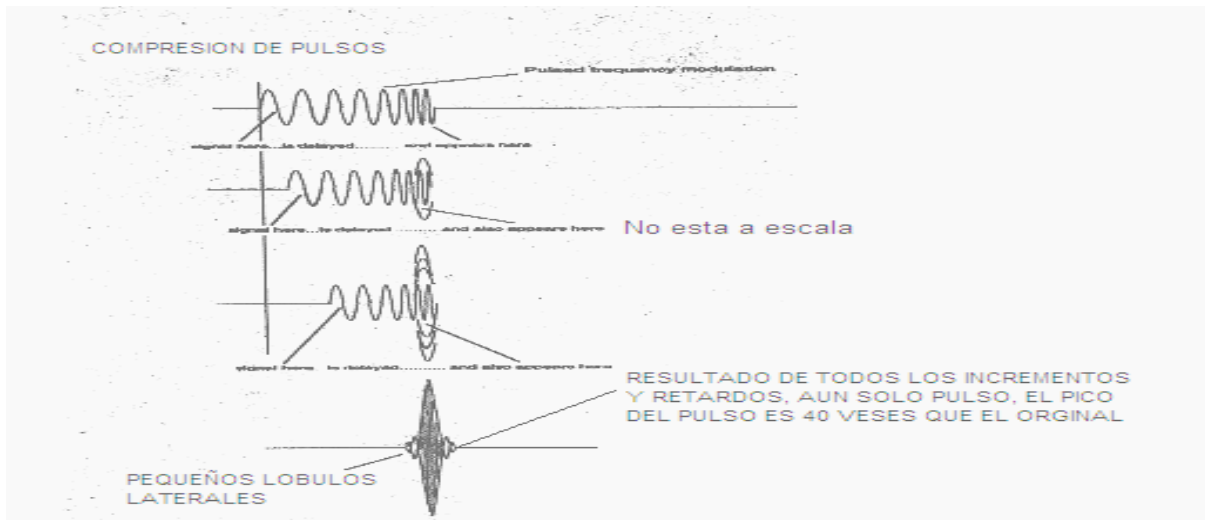 COMPRESION DE PULSOS
Pulsed frequency modulation
signal here...is delayed........ and appears here
signal here...is delayed ........ and also appears here
No esta a escala
signal here is delayed......... and also appears here
RESULTADO DE TODOS LOS INCREMENTOS
Y RETARDOS, AUN SOLO PULSO, EL PICO
DEL PULSO ES 40 VESES QUE EL ORGINAL
PEQUEÑOS LOBULOS
LATERALES